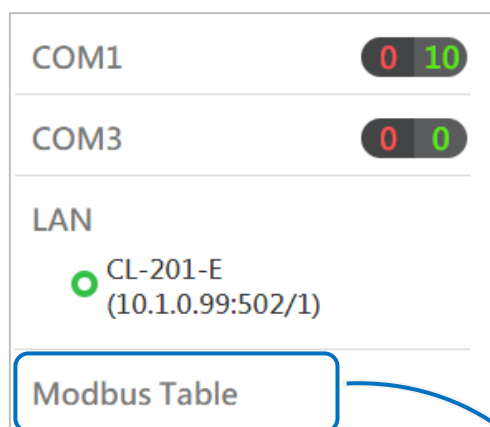 COM1 0 10
COM3 0 0
LAN
CL-201-E
(10.1.0.99:502/1)
Modbus Table